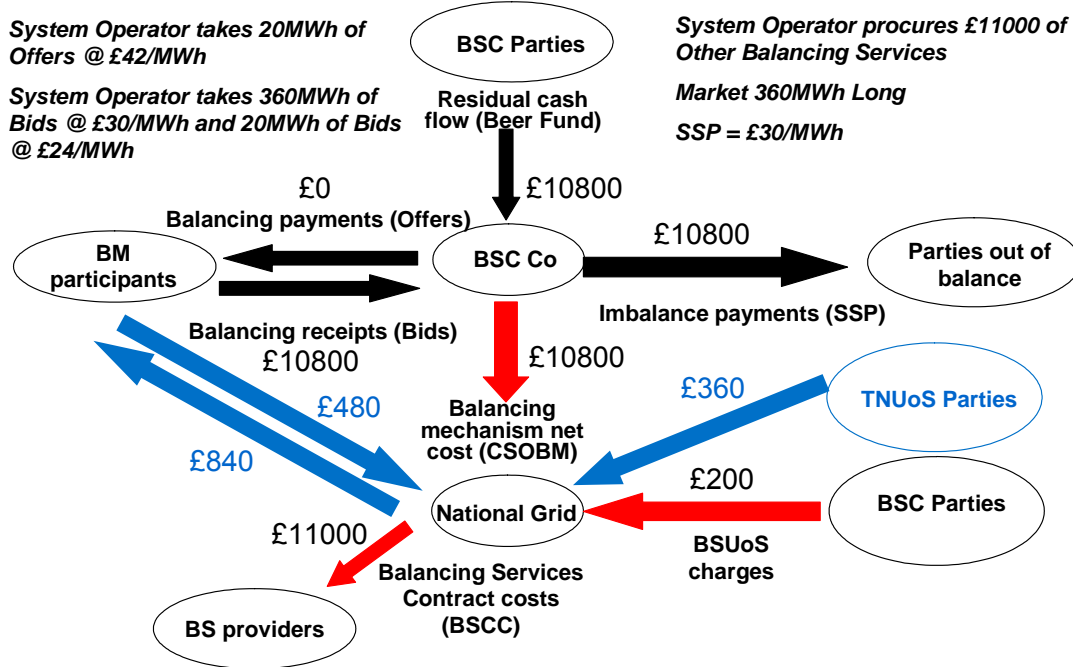 System Operator takes 20MWh of
Offers @ £42/MWh
System Operator takes 360MWh of
Bids @ £30/MWh and 20MWh of Bids
@ £24/MWh
BSC Parties
System Operator procures £11000 of
Other Balancing Services
Market 360MWh Long
SSP = £30/MWh
Residual cash
flow (Beer Fund)
£10800
£0
Balancing payments (Offers)
BM
participants
BSC Co
£10800
Parties out of
balance
Imbalance payments (SSP)
Balancing receipts (Bids)
£10800
£10800
£480
£840
Balancing
mechanism net
cost (CSOBM)
£360
TNUoS Parties
£200
BSC Parties
National Grid
BSUoS
charges
£11000
Balancing Services
Contract costs
(BSCC)
BS providers